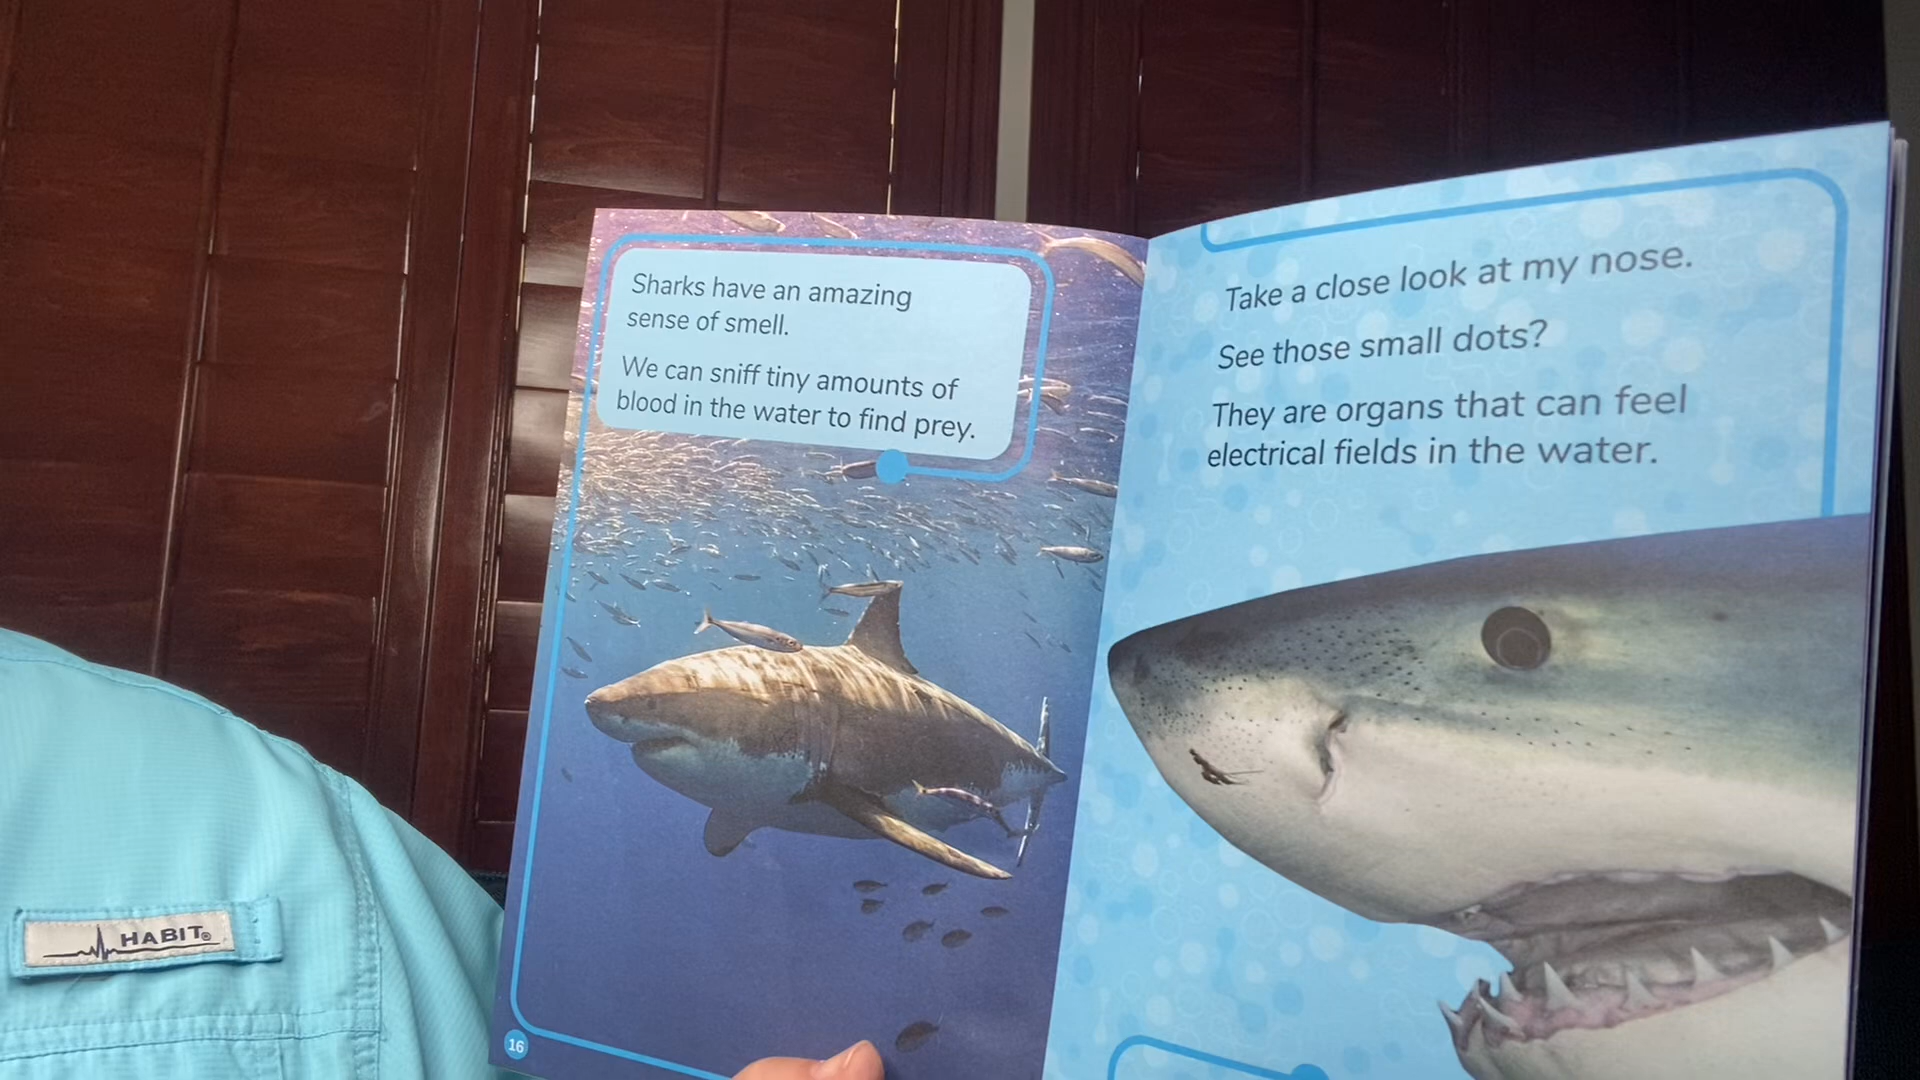 Sharks have an amazing
sense of smell.
We can sniff tiny amounts of
blood in the water to find prey.
16
Take a close look at my nose.
See those small dots?
They are organs that can feel
electrical fields in the water.
HABIT®